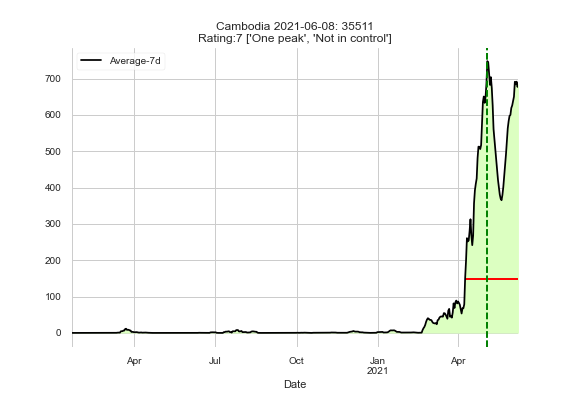 Cambodia 2021-06-08: 35511
Rating:7 ['One peak', 'Not in control']
Average-7d
700
600
500
400
300
200
100
0
Apr
Jul
Oct
Jan
2021
Apr
Date